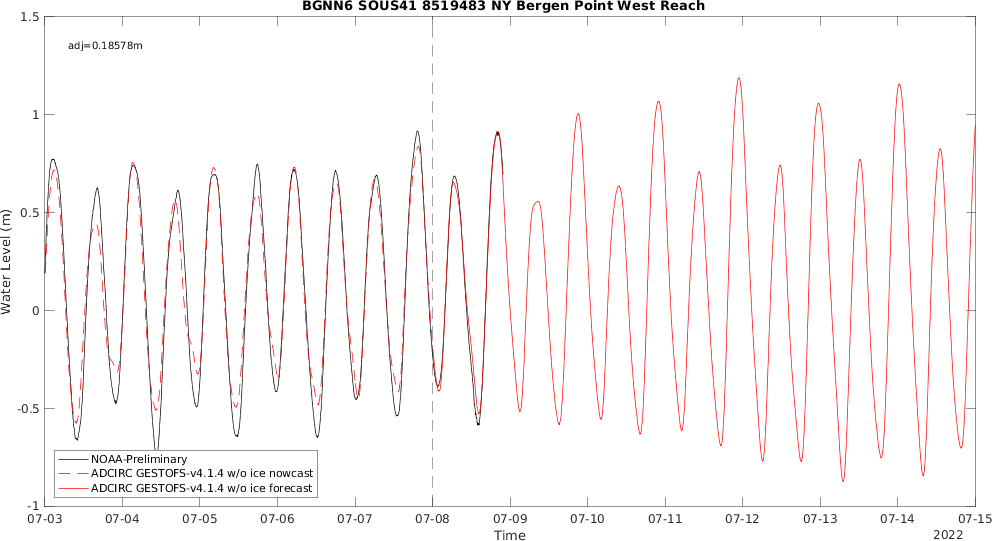 BGNN6 SOUS41 8519483 NY Bergen Point West Reach
1.5
adj=0.18578m
1
0.5
0
-0.5
-1
Water Level (m)
NOAA-Preliminary
ADCIRC GESTOFS-v4.1.4 w/o ice nowcast
ADCIRC GESTOFS-v4.1.4 w/o ice forecast
07-03 07-04 07-05 07-06 07-07 07-08 07-09 07-10 07-11 07-12 07-13 07-14 07-15
Time
2022